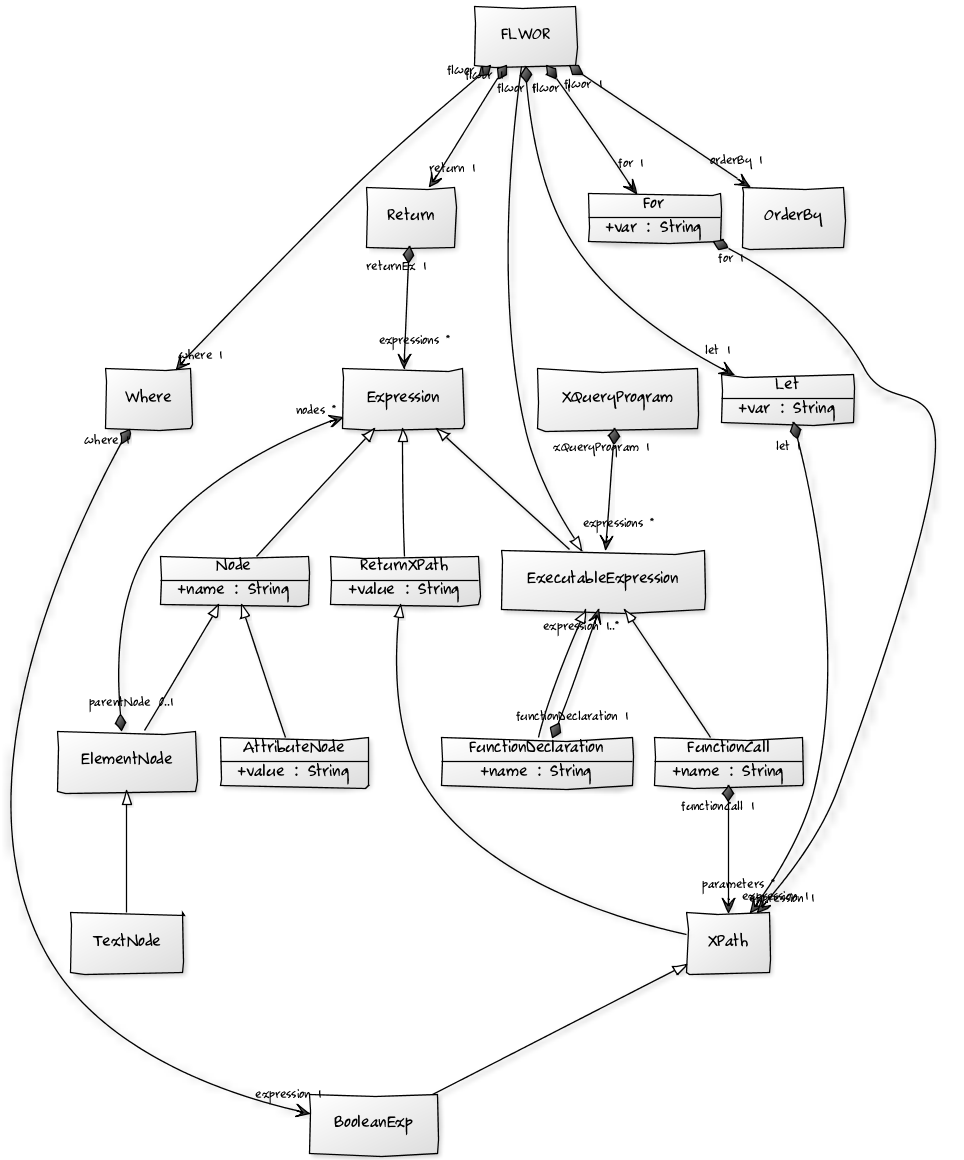 FLWOR
flwor
flwor 1
flwor
flwor
flwor 1
return 1
for 1
orderBy 1
Return
For
+var : String
OrderBy
returnEx 1
for 1
expressions *
where 1
let 1
Where
Expression
XQueryProgram
Let
+var : String
nodes *
where 1
xQueryProgram 1
let 1
expressions *
Node
+name : String
ReturnXPath
+value : String
ExecutableExpression
expression 1..*
parentNode 0..1
functionDeclaration 1
ElementNode
AttributeNode
+value : String
FunctionDeclaration
+name : String
FunctionCall
+name : String
functionCall 1
parameters *
expression 1
expression 1
TextNode
XPath
expression 1
BooleanExp